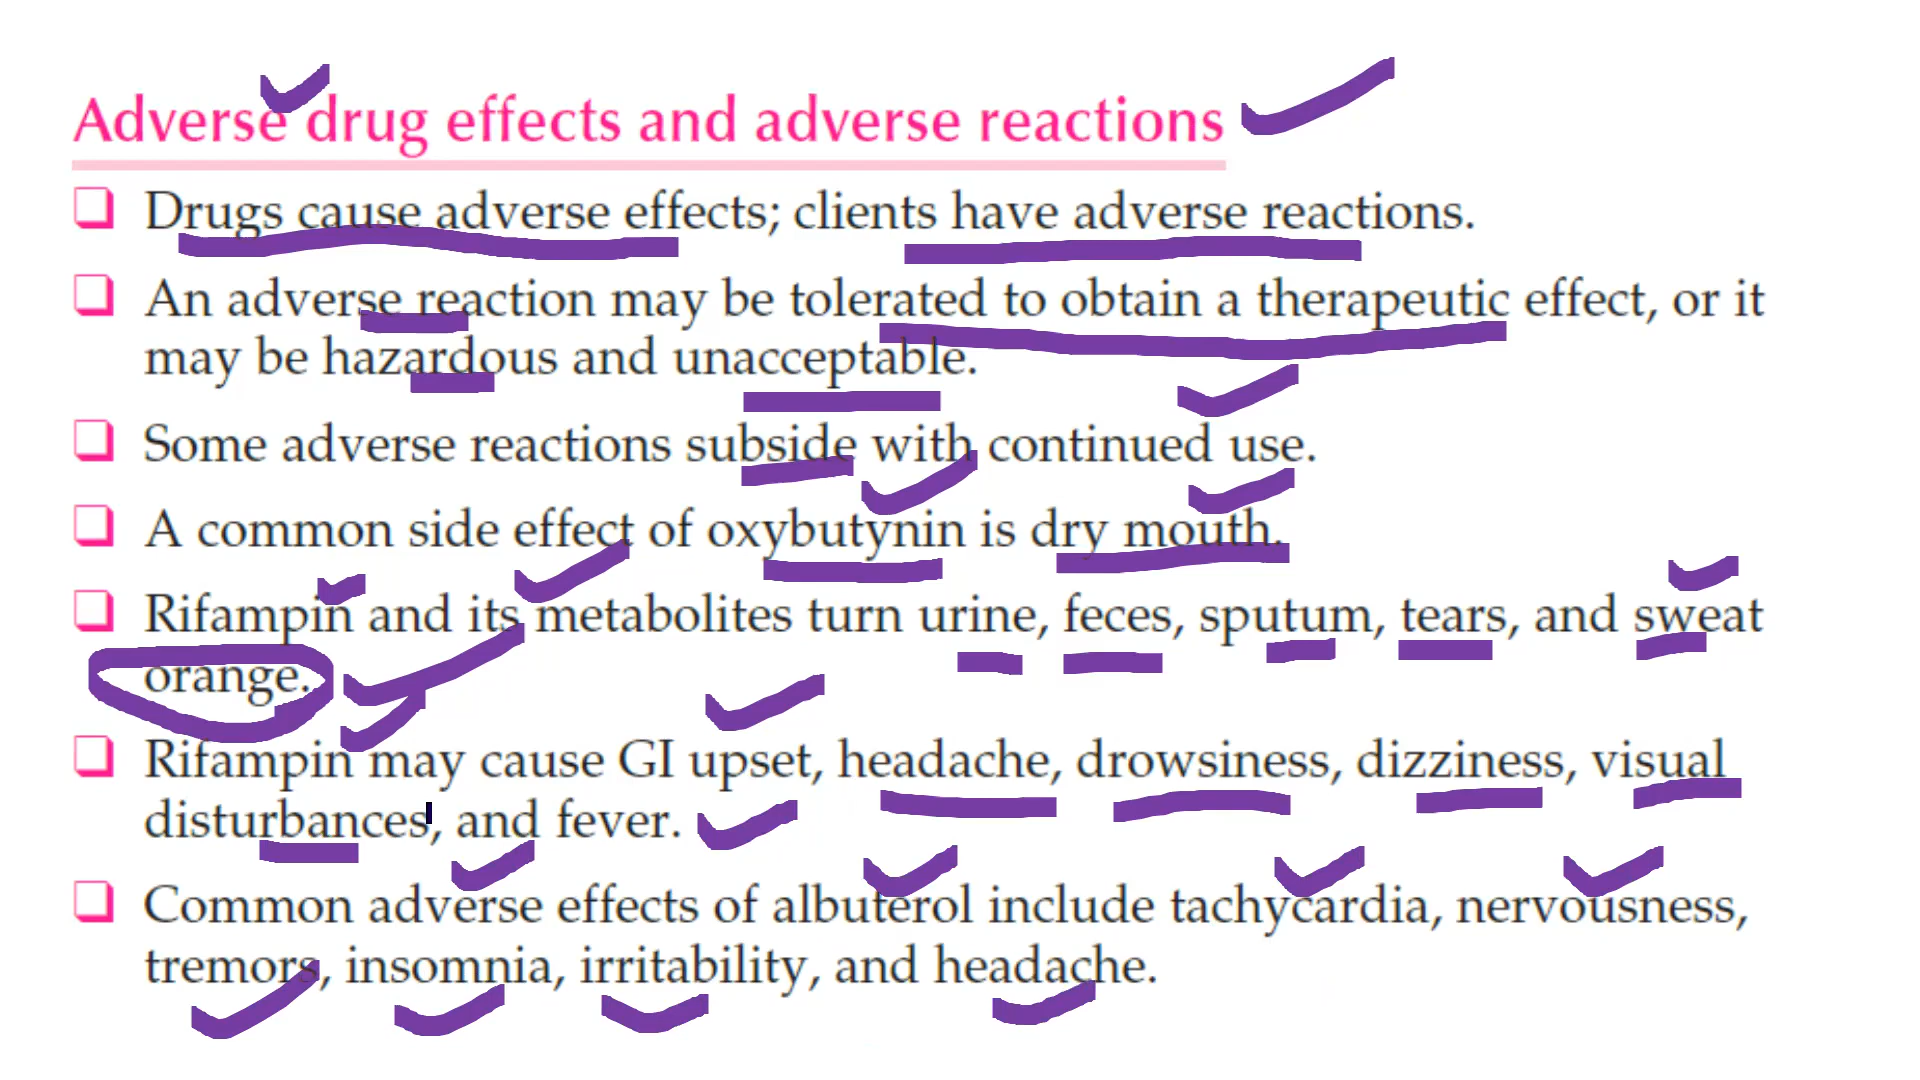 Adverse drug effects and adverse reactions
❏ Drugs cause adverse effects; clients have adverse reactions.
❏ An adverse reaction may be tolerated to obtain a therapeutic effect, or it
may be hazardous and unacceptable.
❏ Some adverse reactions subside with continued use.
❏ A common side effect of oxybutynin is dry mouth.
❏ Rifampin and its metabolites turn urine, feces, sputum, tears, and sweat
orange.
❏ Rifampin may cause GI upset, headache, drowsiness, dizziness, visual
disturbances, and fever.
❏ Common adverse effects of albuterol include tachycardia, nervousness,
tremors, insomnia, irritability, and headache.